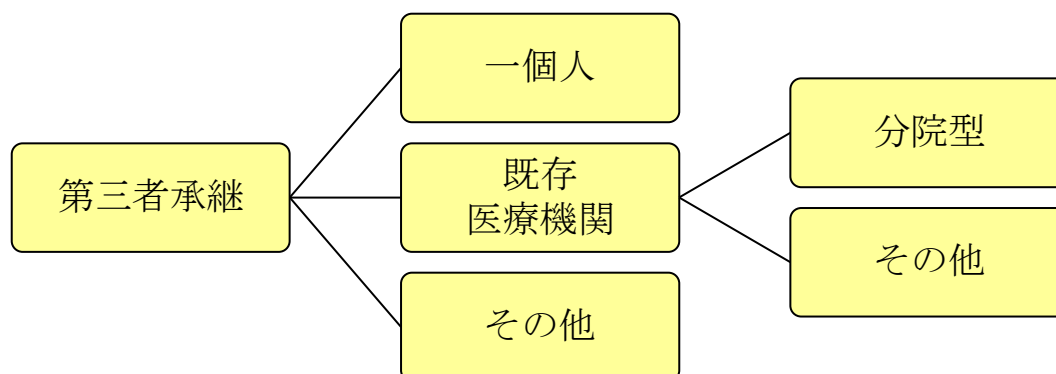 第三者承継
一個人
既存
医療機関
その他
分院型
その他